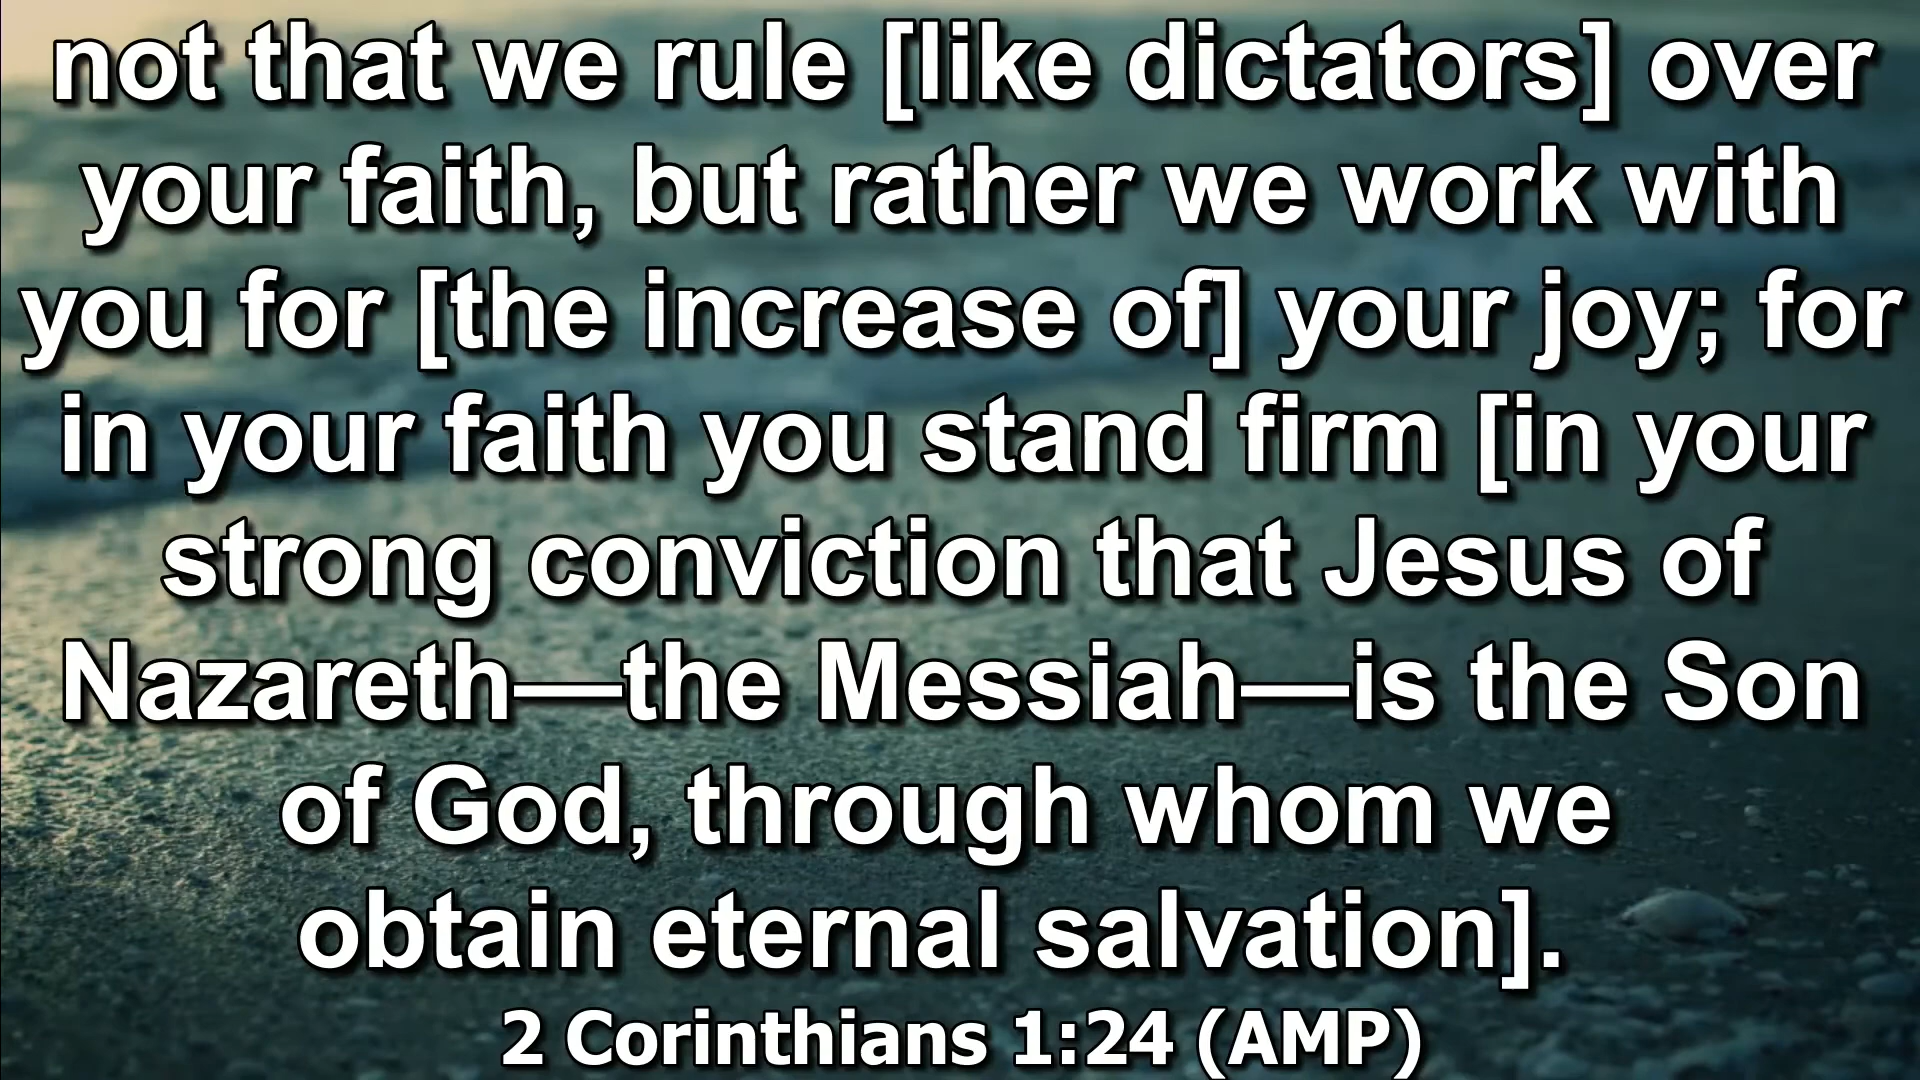 not that we rule [like dictators] over
your faith, but rather we work with
you for [the increase of] your joy; for
in your faith you stand firm [in your
strong conviction that Jesus of
Nazareth—the Messiah—is the Son
of God, through whom we
obtain eternal salvation].
2 Corinthians 1:24 (AMP)